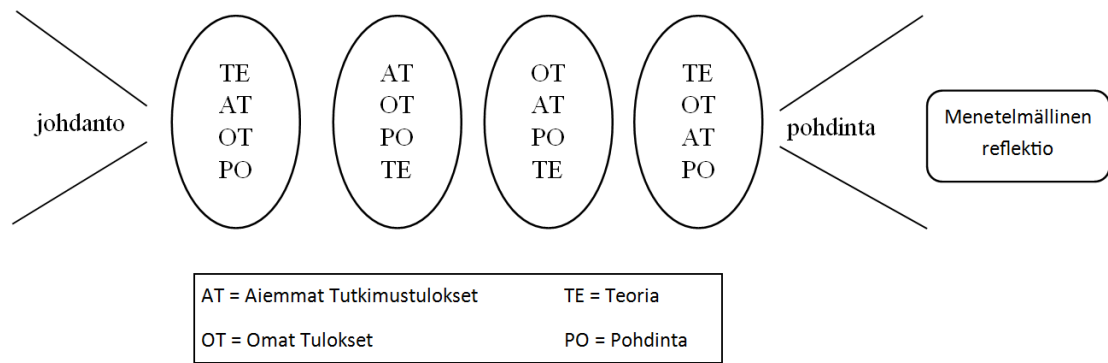 johdanto
TE
AT
OT
PO
AT
OT
PO
TE
OT
AT
PO
TE
TE
OT
AT
PO
pohdinta
Menetelmällinen
reflektio
AT = Aiemmat Tutkimustulokset
TE = Teoria
OT = Omat Tulokset
PO = Pohdinta